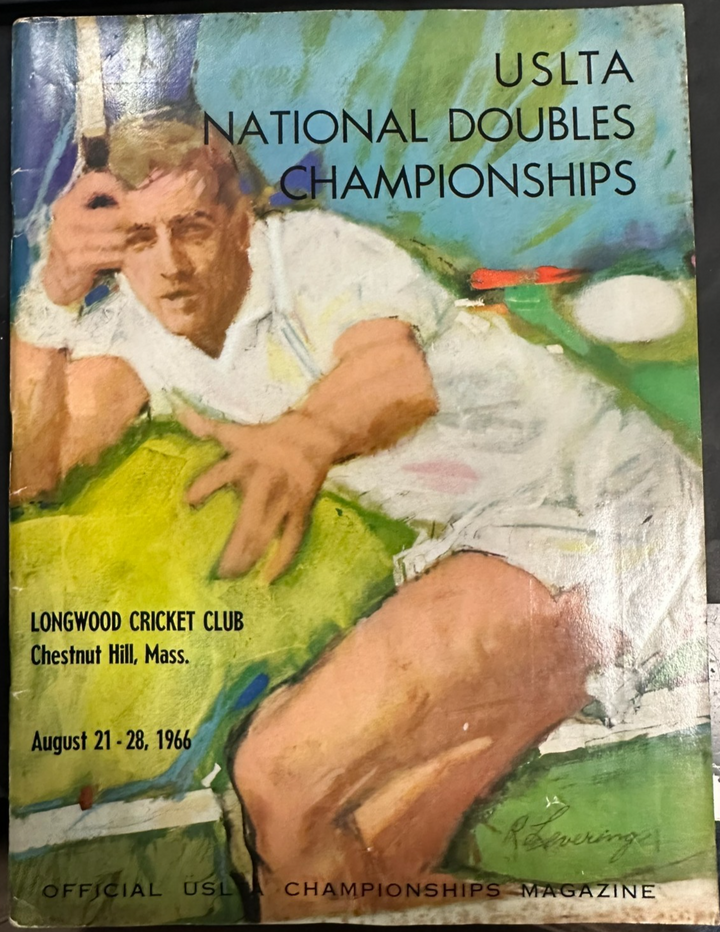 USLTA
NATIONAL DOUBLES
CHAMPIONSHIPS
LONGWOOD CRICKET CLUB
Chestnut Hill, Mass.
August 21 - 28, 1966
R Levering
OFFICIAL USLTA CHAMPIONSHIPS MAGAZINE